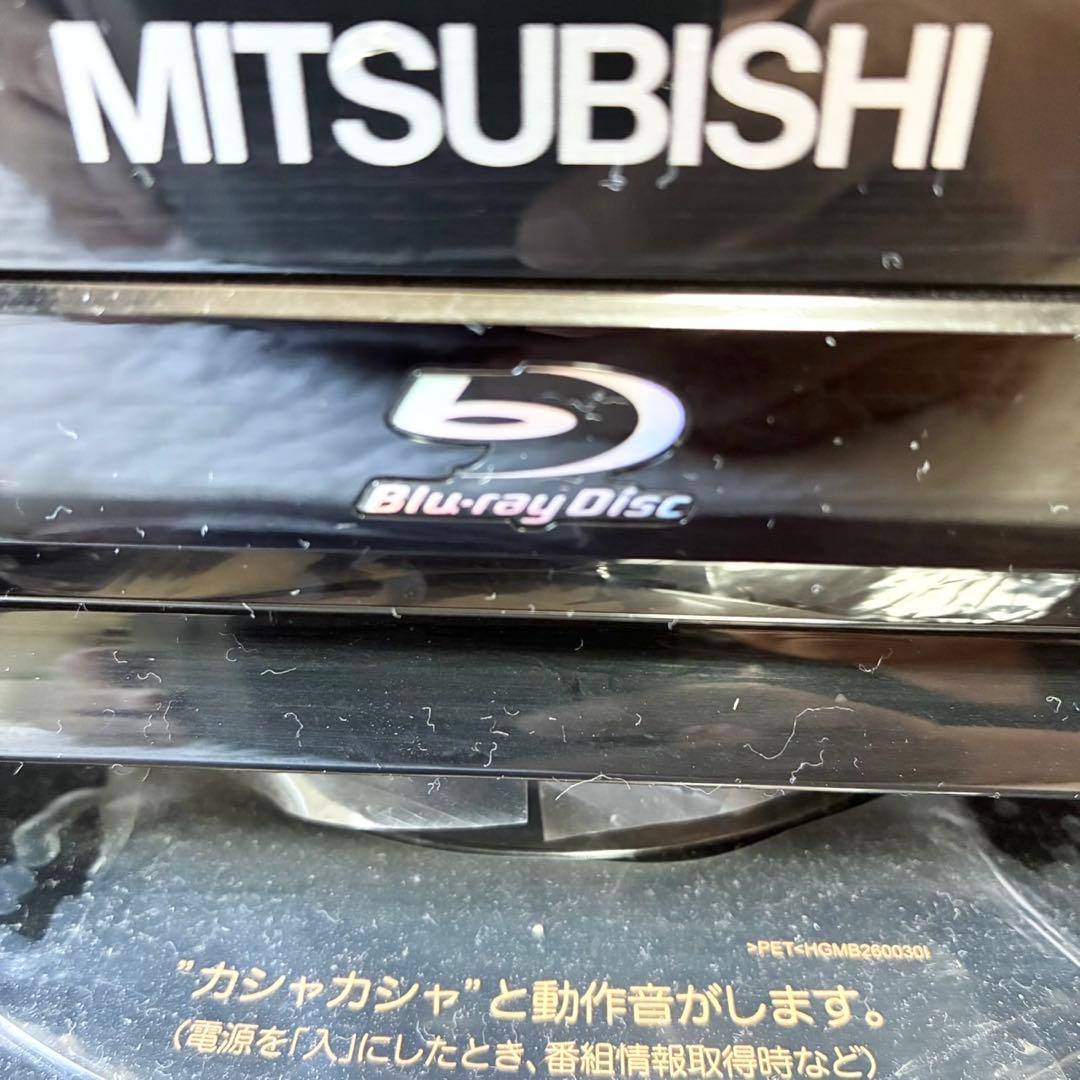 MITSUBISHI
Blu-ray Disc
>PET<HGMB260030I
"カシャカシャ"と動作音がします。
(電源を「入」にしたとき、番組情報取得時など)